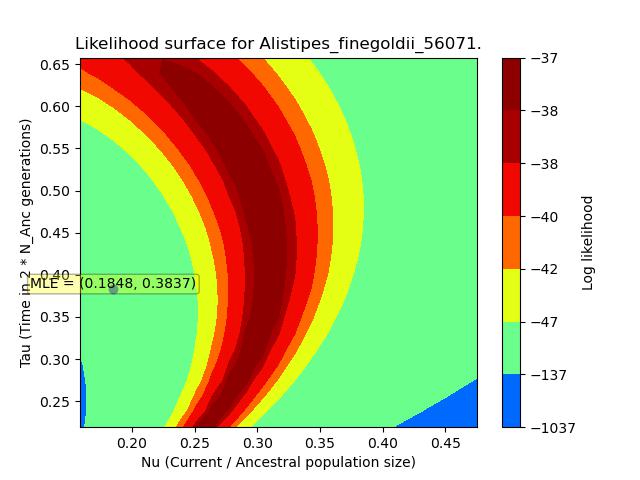 Likelihood surface for Alistipes_finegoldii_56071.
0.65
0.60
0.55
0.50
0.45
0.40
0.35
0.30
0.25
Tau (Time in 2 * N_Anc generations)
MLE = (0.1848, 0.3837)
0.20 0.25 0.30 0.35 0.40 0.45
Nu (Current / Ancestral population size)
−37
−38
−38
−40
−42
−47
−137
−1037
Log likelihood